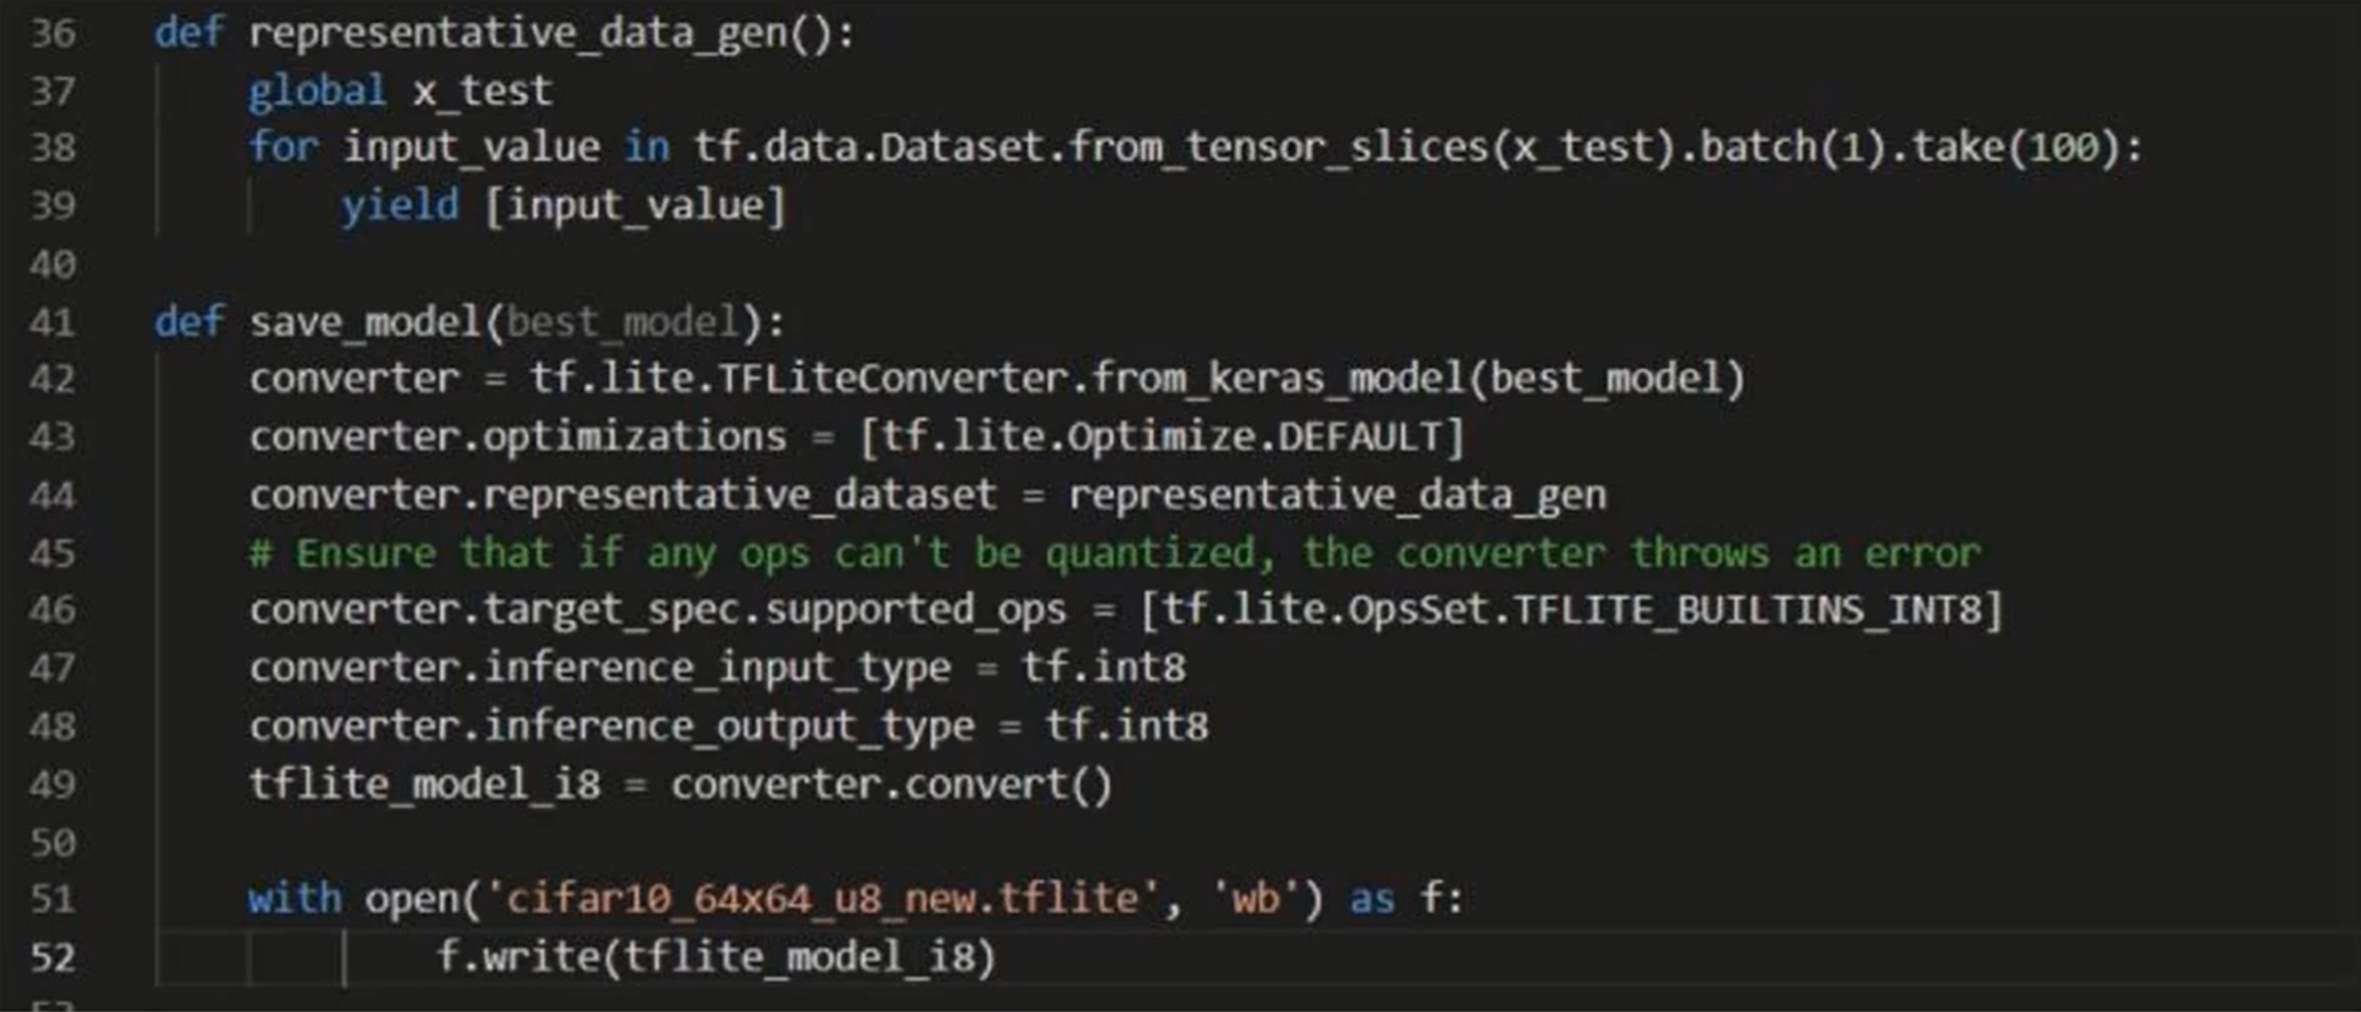 36 def representative_data_gen():
37     global x_test
38     for input_value in tf.data.Dataset.from_tensor_slices(x_test).batch(1).take(100):
39         yield [input_value]
40
41 def save_model(best_model):
42     converter = tf.lite.TFLiteConverter.from_keras_model(best_model)
43     converter.optimizations = [tf.lite.Optimize.DEFAULT]
44     converter.representative_dataset = representative_data_gen
45     # Ensure that if any ops can't be quantized, the converter throws an error
46     converter.target_spec.supported_ops = [tf.lite.OpsSet.TFLITE_BUILTINS_INT8]
47     converter.inference_input_type = tf.int8
48     converter.inference_output_type = tf.int8
49     tflite_model_i8 = converter.convert()
50
51     with open('cifar10_64x64_u8_new.tflite', 'wb') as f:
52             f.write(tflite_model_i8)